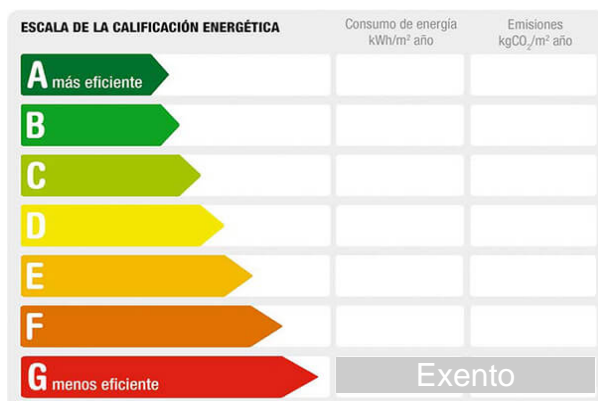 ESCALA DE LA CALIFICACIÓN ENERGÉTICA
Consumo de energía
kWh/m² año
Emisiones
kgCO₂/m² año
A más eficiente
B
C
D
E
F
G menos eficiente
Exento